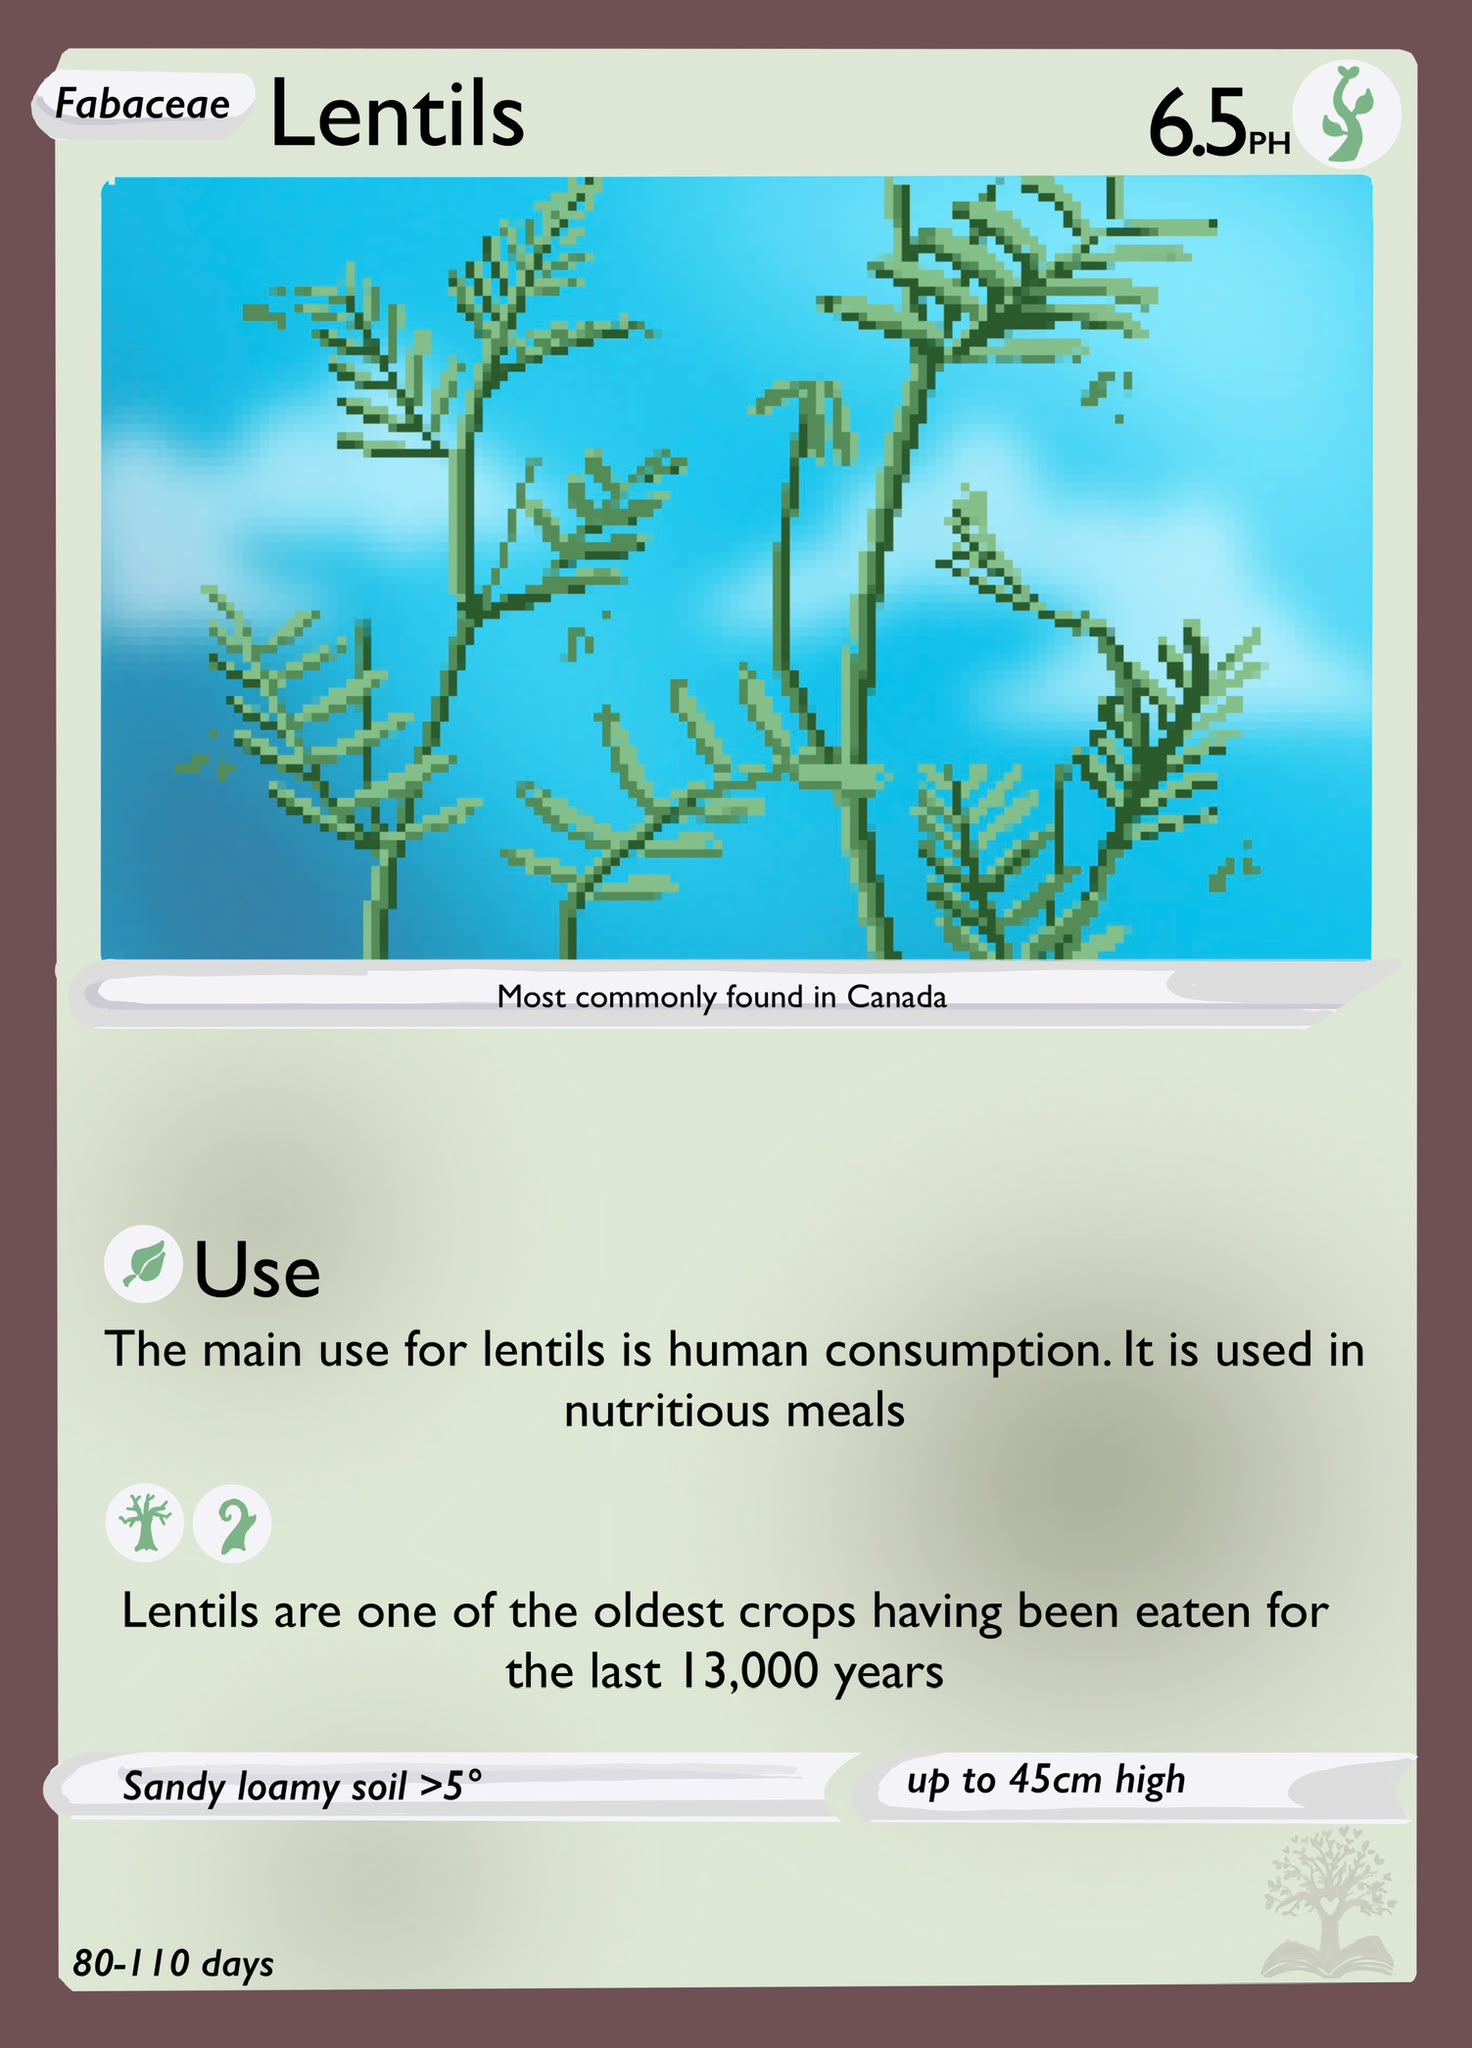 Fabaceae
Lentils
6.5PH
Most commonly found in Canada
Use
The main use for lentils is human consumption. It is used in
nutritious meals
Lentils are one of the oldest crops having been eaten for
the last 13,000 years
Sandy loamy soil >5°
up to 45cm high
80-110 days